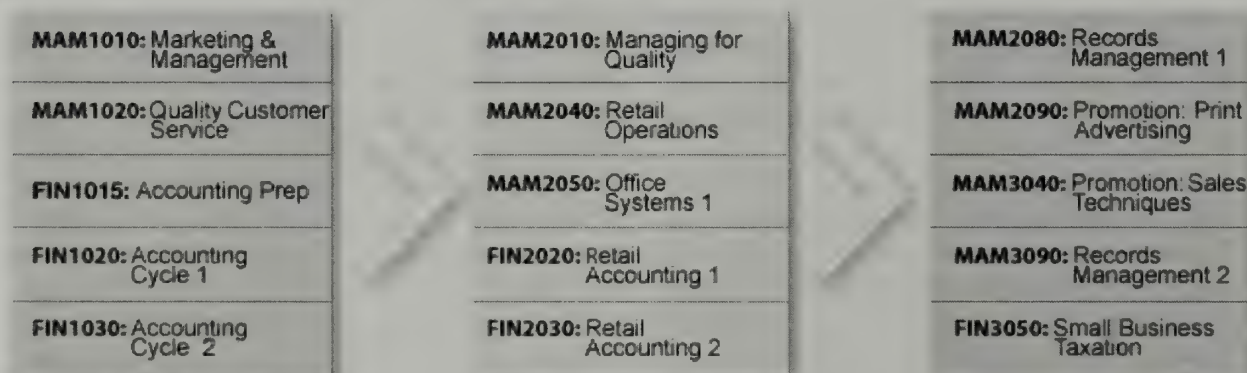 MAM1010: Marketing &
Management
MAM1020: Quality Customer
Service
FIN1015: Accounting Prep
FIN1020: Accounting
Cycle 1
FIN1030: Accounting
Cycle 2
MAM2010: Managing for
Quality
MAM2040: Retail
Operations
MAM2050: Office
Systems 1
FIN2020: Retail
Accounting 1
FIN2030: Retail
Accounting 2
MAM2080: Records
Management 1
MAM2090: Promotion: Print
Advertising
MAM3040: Promotion: Sales
Techniques
MAM3090: Records
Management 2
FIN3050: Small Business
Taxation